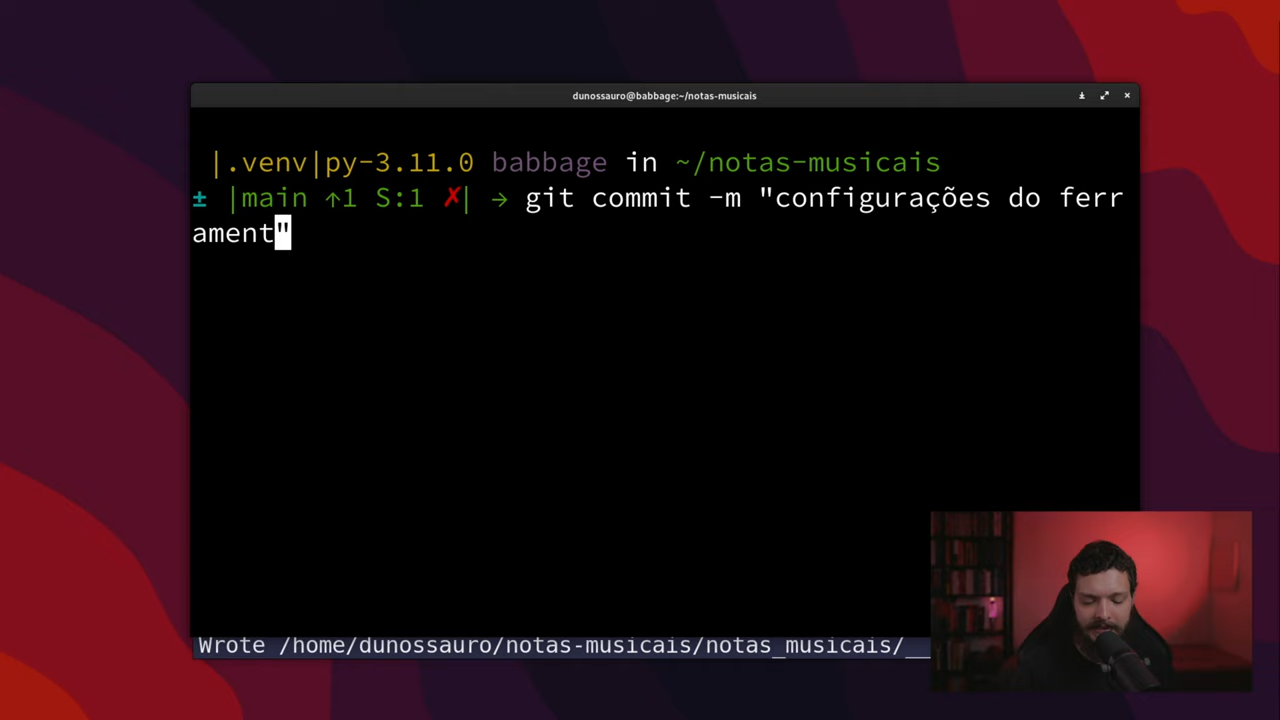 dunossauro@babbage:~/notas-musicais
|.venv|py-3.11.0 babbage in ~/notas-musicais
± |main ↑1 S:1 ✗| → git commit -m "configurações do ferr
ament"
Wrote /home/dunossauro/notas-musicais/notas_musicais/__